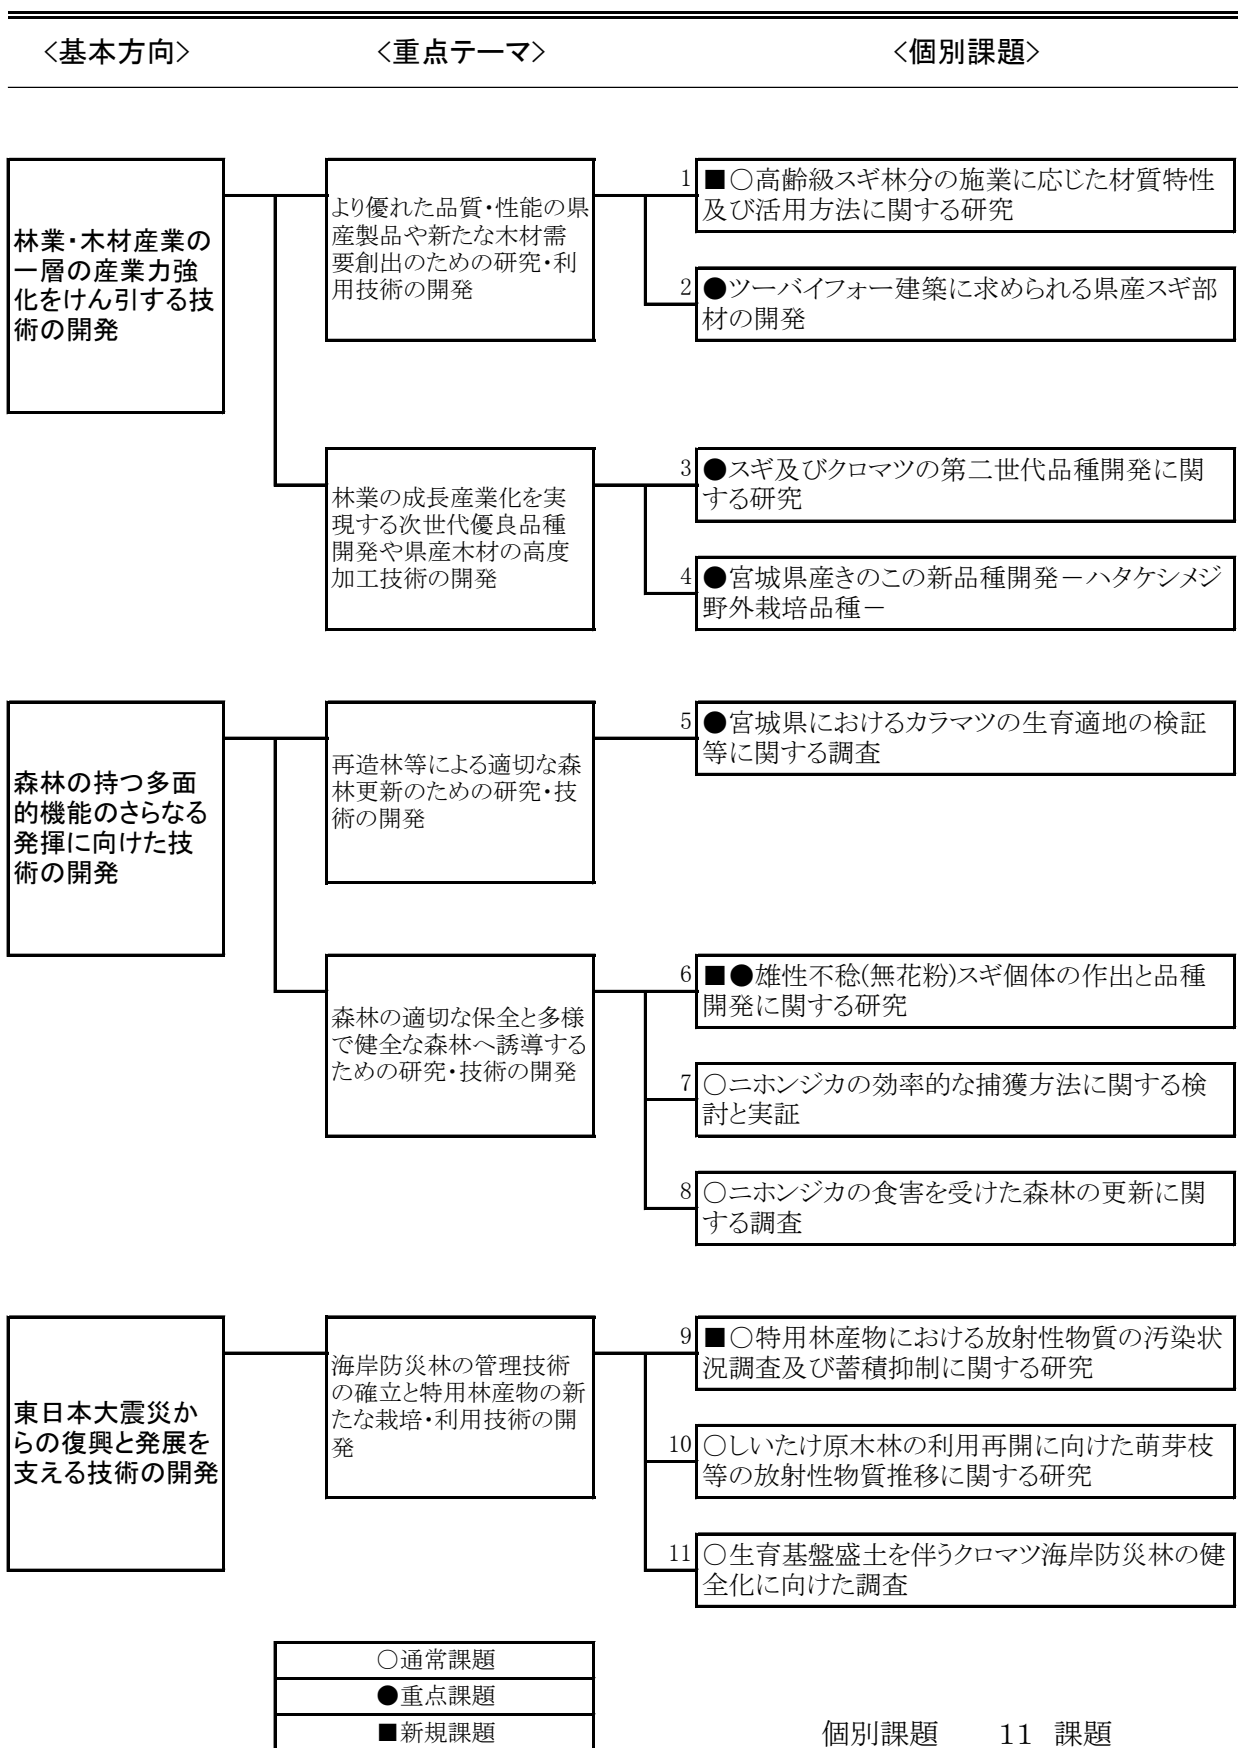 <基本方向>
<重点テーマ>
<個別課題>
林業・木材産業の
一層の産業力強
化をけん引する技
術の開発
より優れた品質・性能の県
産製品や新たな木材需
要創出のための研究・利
用技術の開発
1
■○高齢級スギ林分の施業に応じた材質特性
及び活用方法に関する研究
2
●ツーバイフォー建築に求められる県産スギ部
材の開発
林業の成長産業化を実
現する次世代優良品種
開発や県産木材の高度
加工技術の開発
3
●スギ及びクロマツの第二世代品種開発に関
する研究
4
●宮城県産きのこの新品種開発－ハタケシメジ
野外栽培品種－
森林の持つ多面
的機能のさらなる
発揮に向けた技
術の開発
再造林等による適切な森
林更新のための研究・技
術の開発
5
●宮城県におけるカラマツの生育適地の検証
等に関する調査
森林の適切な保全と多様
で健全な森林へ誘導する
ための研究・技術の開発
6
■●雄性不稔(無花粉)スギ個体の作出と品種
開発に関する研究
7
○ニホンジカの効率的な捕獲方法に関する検
討と実証
8
○ニホンジカの食害を受けた森林の更新に関
する調査
東日本大震災か
らの復興と発展を
支える技術の開発
海岸防災林の管理技術
の確立と特用林産物の新
たな栽培・利用技術の開
発
9
■○特用林産物における放射性物質の汚染状
況調査及び蓄積抑制に関する研究
10
○しいたけ原木林の利用再開に向けた萌芽枝
等の放射性物質推移に関する研究
11
○生育基盤盛土を伴うクロマツ海岸防災林の健
全化に向けた調査
○通常課題
●重点課題
■新規課題
個別課題 11 課題